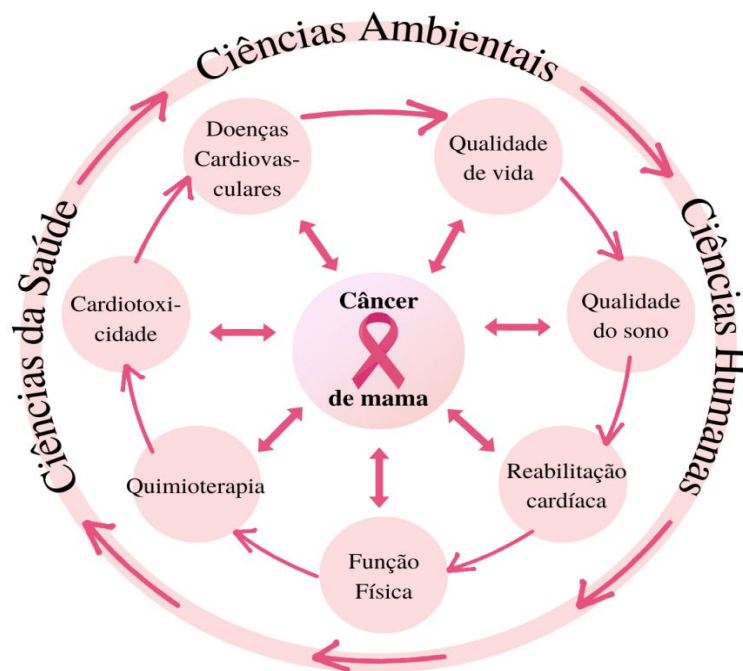 Ciências Ambientais
Ciências Humanas
Ciências da Saúde
Doenças
Cardiovas-
culares
Qualidade
de vida
Qualidade
do sono
Reabilitação
cardíaca
Função
Física
Quimioterapia
Cardiotoxi-
cidade
Câncer
de mama